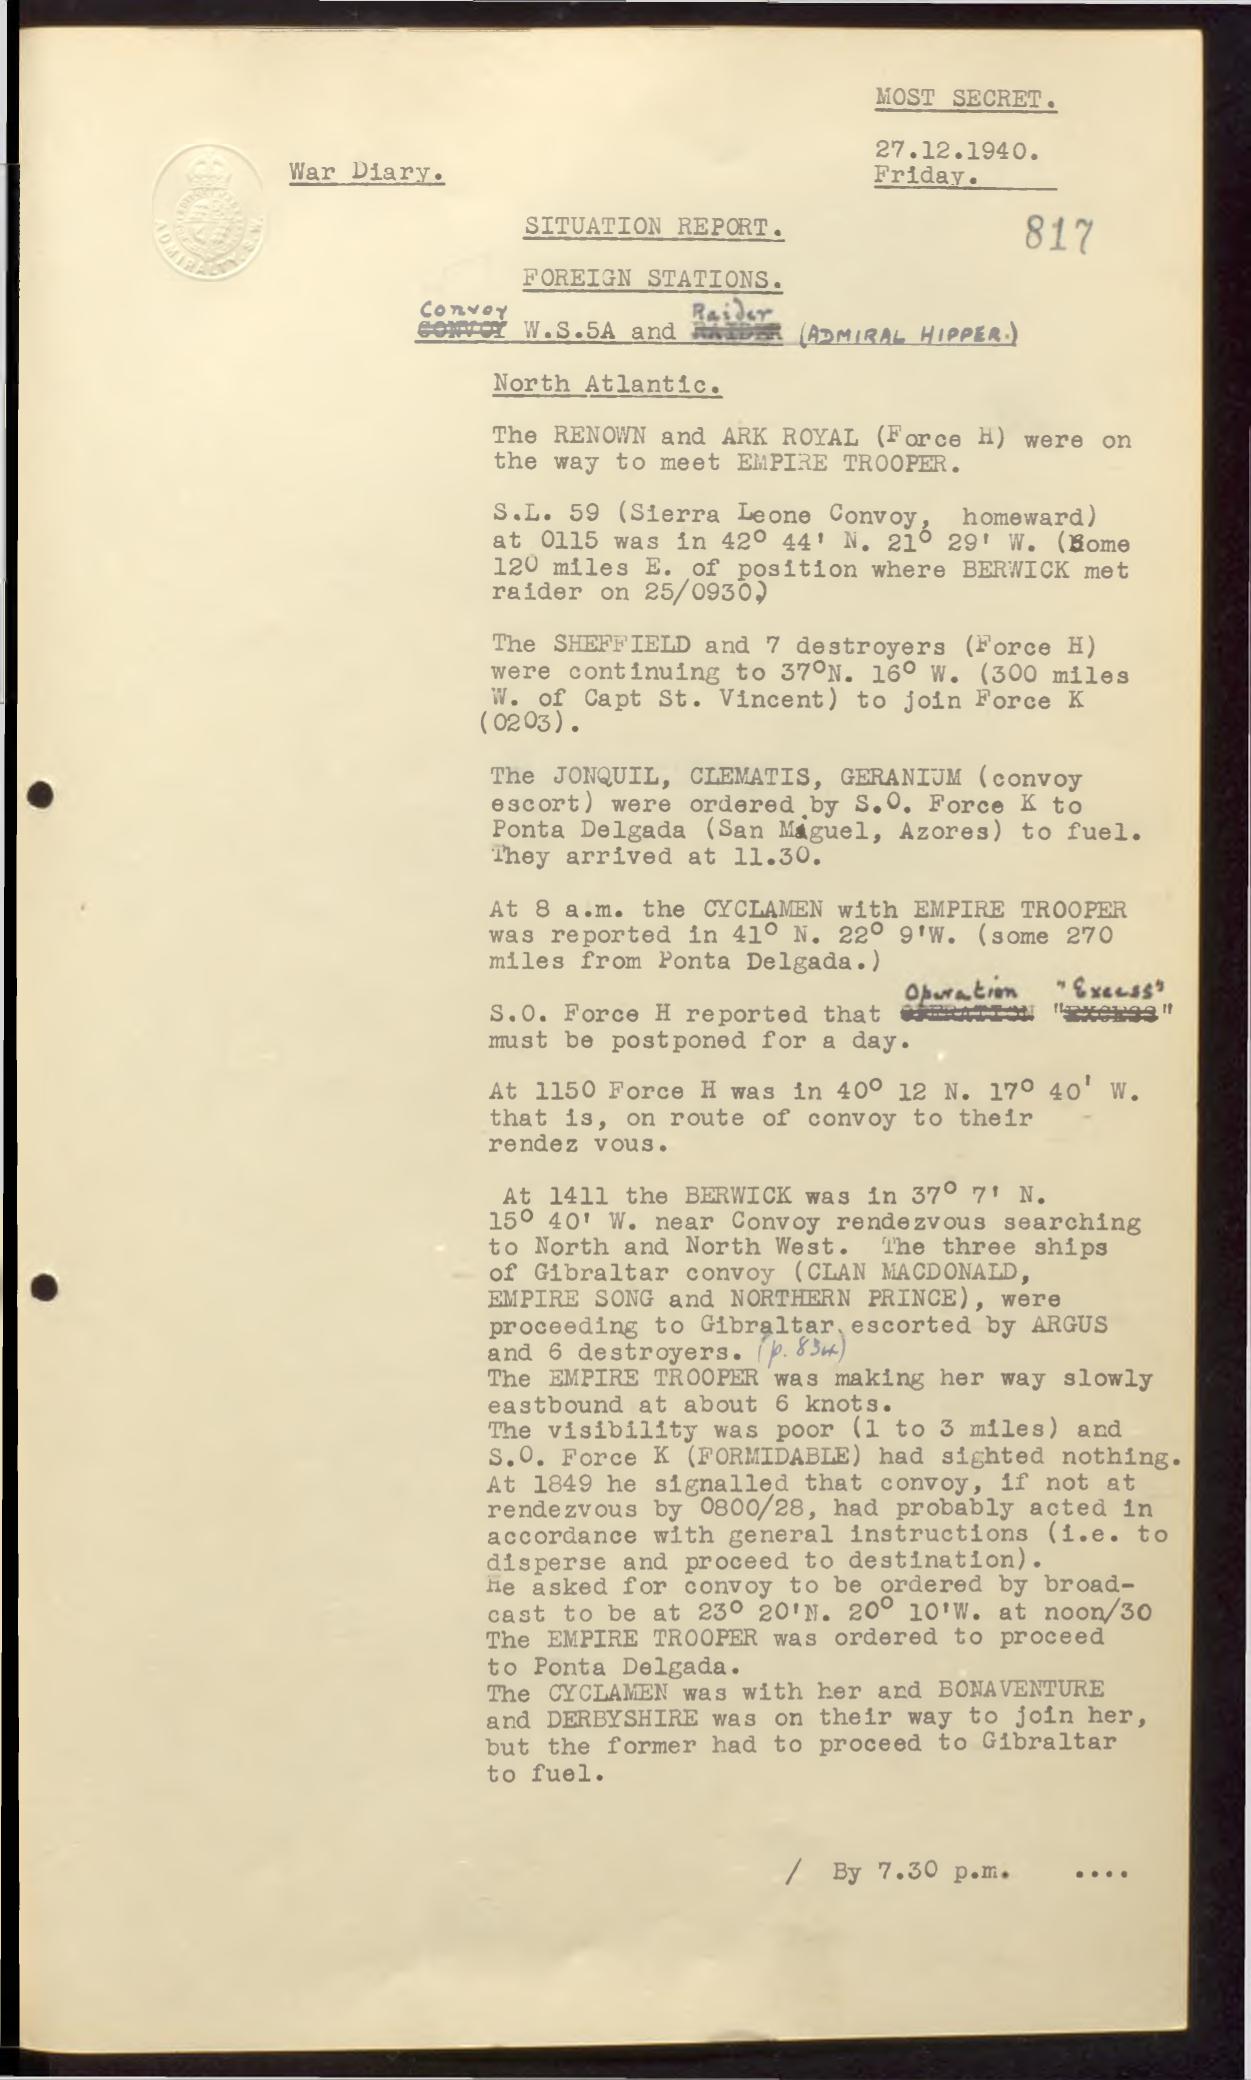 MOST SECRET.
27.12.1940.
Friday.
War Diary.
ADMIRALTY S.W.
SITUATION REPORT.
817
FOREIGN STATIONS.
Convoy Raider
CONVOY W.S.5A and RAIDER (ADMIRAL HIPPER.)
North Atlantic.
The RENOWN and ARK ROYAL (Force H) were on
the way to meet EMPIRE TROOPER.
S.L. 59 (Sierra Leone Convoy, homeward)
at 0115 was in 42° 44' N. 21° 29' W. (Some
120 miles E. of position where BERWICK met
raider on 25/0930)
The SHEFFIELD and 7 destroyers (Force H)
were continuing to 37°N. 16° W. (300 miles
W. of Capt St. Vincent) to join Force K
(0203).
The JONQUIL, CLEMATIS, GERANIUM (convoy
escort) were ordered by S.O. Force K to
Ponta Delgada (San Miguel, Azores) to fuel.
They arrived at 11.30.
At 8 a.m. the CYCLAMEN with EMPIRE TROOPER
was reported in 41° N. 22° 9'W. (some 270
miles from Ponta Delgada.)
Operation "Excess"
S.O. Force H reported that OPERATION "EXCESS"
must be postponed for a day.
At 1150 Force H was in 40° 12 N. 17° 40' W.
that is, on route of convoy to their
rendez vous.
At 1411 the BERWICK was in 37° 7' N.
15° 40' W. near Convoy rendezvous searching
to North and North West. The three ships
of Gibraltar convoy (CLAN MACDONALD,
EMPIRE SONG and NORTHERN PRINCE), were
proceeding to Gibraltar escorted by ARGUS
and 6 destroyers. (p. 834)
The EMPIRE TROOPER was making her way slowly
eastbound at about 6 knots.
The visibility was poor (1 to 3 miles) and
S.O. Force K (FORMIDABLE) had sighted nothing.
At 1849 he signalled that convoy, if not at
rendezvous by 0800/28, had probably acted in
accordance with general instructions (i.e. to
disperse and proceed to destination).
He asked for convoy to be ordered by broad-
cast to be at 23° 20'N. 20° 10'W. at noon/30
The EMPIRE TROOPER was ordered to proceed
to Ponta Delgada.
The CYCLAMEN was with her and BONAVENTURE
and DERBYSHIRE was on their way to join her,
but the former had to proceed to Gibraltar
to fuel.
/ By 7.30 p.m. ....